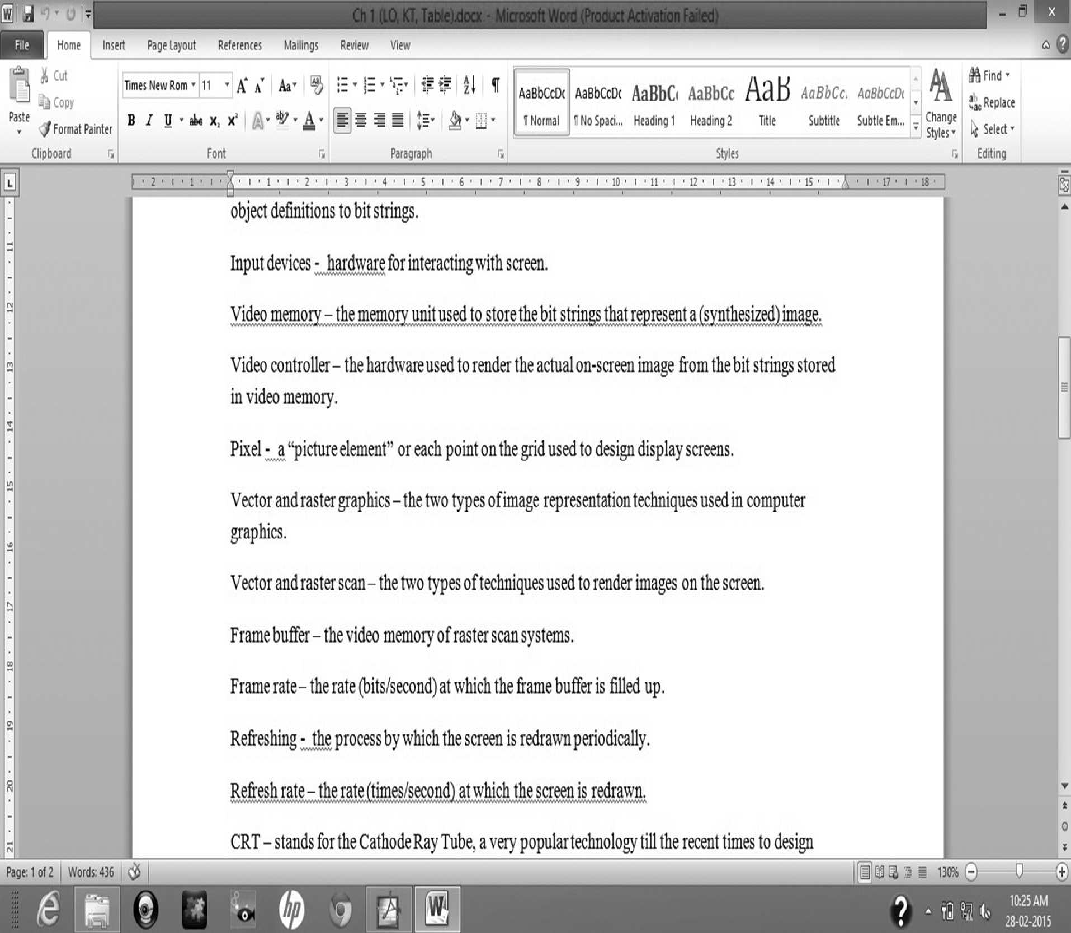 Ch 1 (LO, KT, Table).docx - Microsoft Word (Product Activation Failed)
File Home Insert Page Layout References Mailings Review View
Cut
Copy
Format Painter
Paste
Times New Rom 11
Clipboard Font Paragraph Styles Editing
AaBbCcDc AaBbCcDc AaBbC AaBbCc AaB AaBbCc. AaBbCcDc
¶ Normal ¶ No Spaci... Heading 1 Heading 2 Title Subtitle Subtle Em...
Change Styles
Find
Replace
Select
object definitions to bit strings.
Input devices - hardware for interacting with screen.
Video memory – the memory unit used to store the bit strings that represent a (synthesized) image.
Video controller – the hardware used to render the actual on-screen image from the bit strings stored
in video memory.
Pixel - a “picture element” or each point on the grid used to design display screens.
Vector and raster graphics – the two types of image representation techniques used in computer
graphics.
Vector and raster scan – the two types of techniques used to render images on the screen.
Frame buffer – the video memory of raster scan systems.
Frame rate – the rate (bits/second) at which the frame buffer is filled up.
Refreshing - the process by which the screen is redrawn periodically.
Refresh rate – the rate (times/second) at which the screen is redrawn.
CRT – stands for the Cathode Ray Tube, a very popular technology till the recent times to design
Page: 1 of 2 Words: 436 130%
10:25 AM
28-02-2015